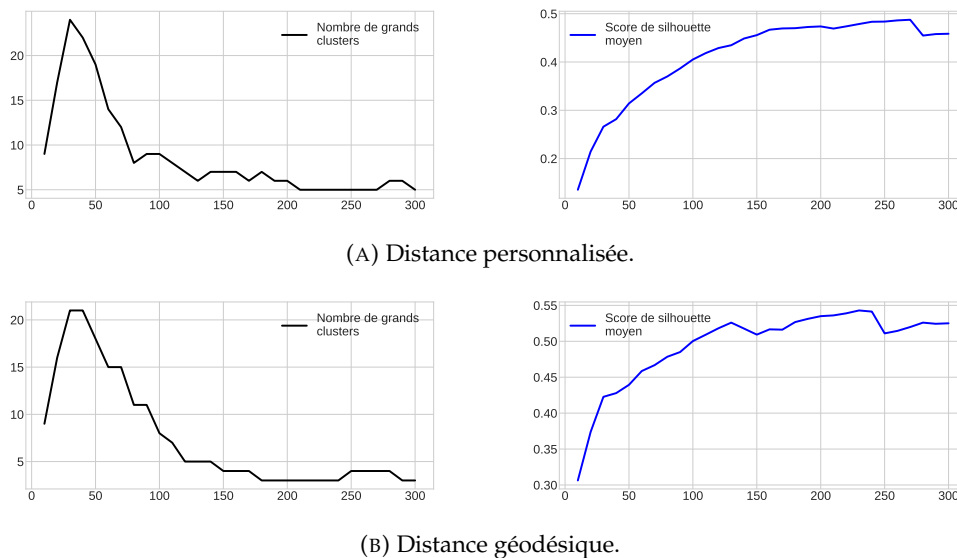 Nombre de grands
clusters
20
15
10
5
0 50 100 150 200 250 300
Score de silhouette
moyen
0.5
0.4
0.3
0.2
0 50 100 150 200 250 300
(A) Distance personnalisée.
Nombre de grands
clusters
20
15
10
5
0 50 100 150 200 250 300
Score de silhouette
moyen
0.55
0.50
0.45
0.40
0.35
0.30
0 50 100 150 200 250 300
(B) Distance géodésique.